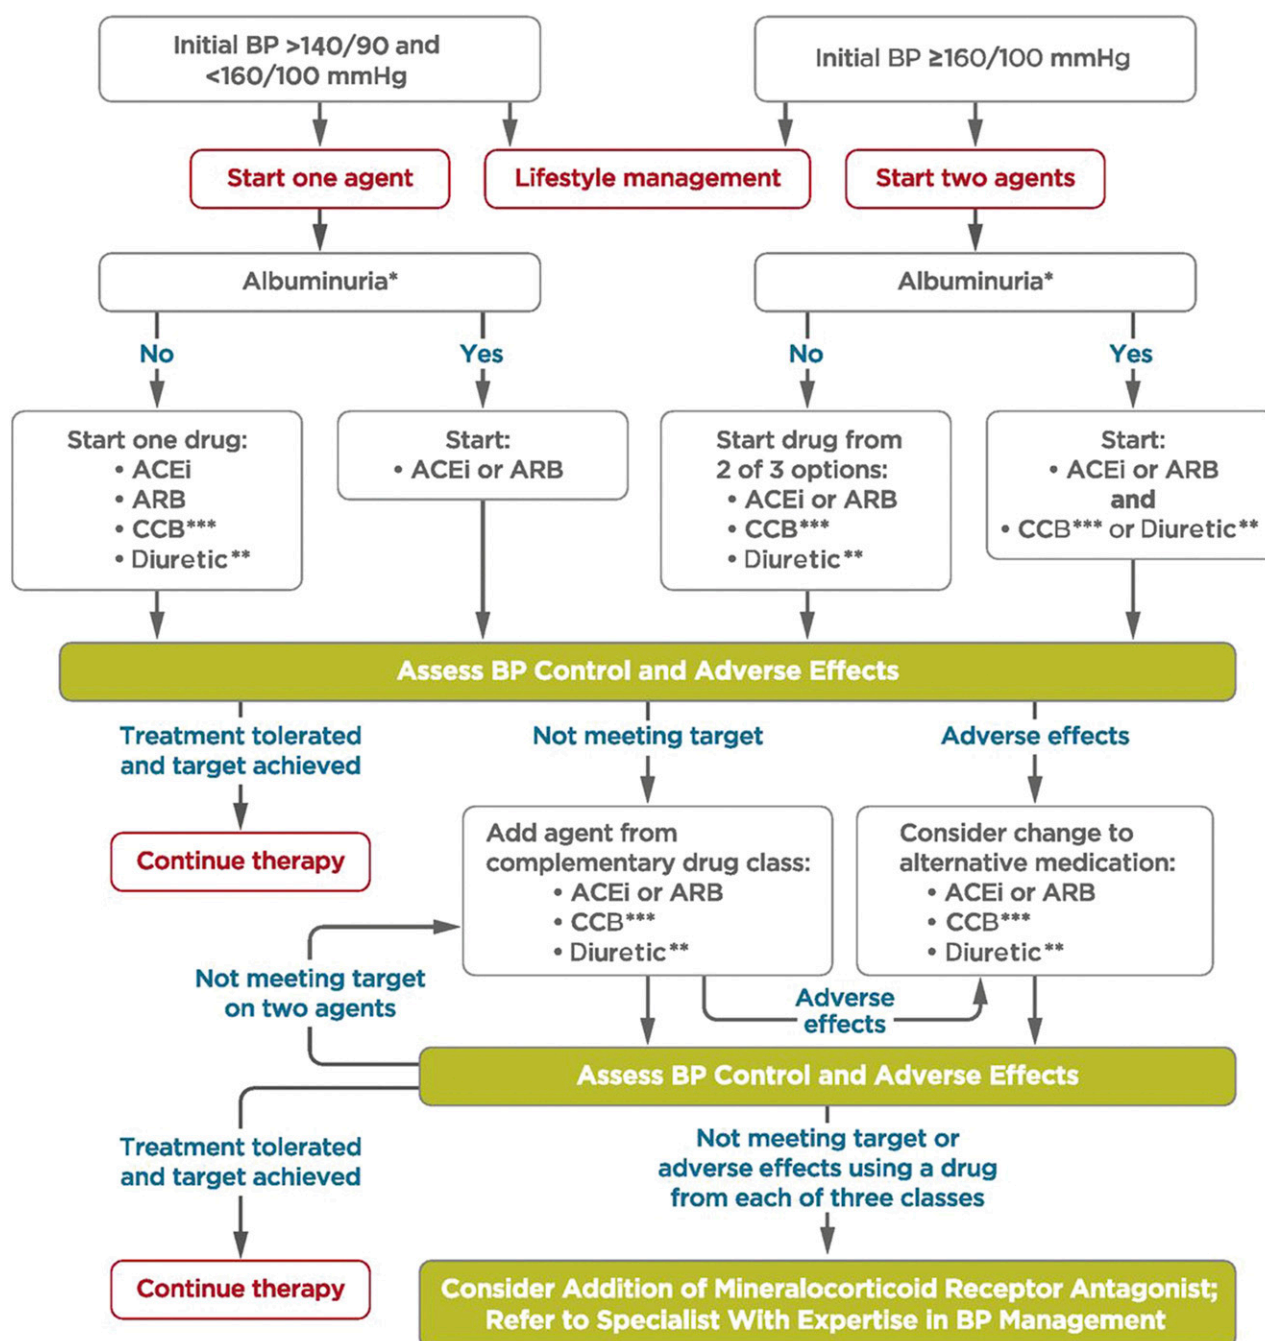 Initial BP >140/90 and
<160/100 mmHg
Initial BP ≥160/100 mmHg
Start one agent
Lifestyle management
Start two agents
Albuminuria*
Albuminuria*
No
Yes
No
Yes
Start one drug:
• ACEi
• ARB
• CCB***
• Diuretic**
Start:
• ACEi or ARB
Start drug from
2 of 3 options:
• ACEi or ARB
• CCB***
• Diuretic**
Start:
• ACEi or ARB
and
• CCB*** or Diuretic**
Assess BP Control and Adverse Effects
Treatment tolerated
and target achieved
Not meeting target
Adverse effects
Continue therapy
Add agent from
complementary drug class:
• ACEi or ARB
• CCB***
• Diuretic**
Consider change to
alternative medication:
• ACEi or ARB
• CCB***
• Diuretic**
Not meeting target
on two agents
Adverse
effects
Assess BP Control and Adverse Effects
Treatment tolerated
and target achieved
Not meeting target or
adverse effects using a drug
from each of three classes
Continue therapy
Consider Addition of Mineralocorticoid Receptor Antagonist;
Refer to Specialist With Expertise in BP Management